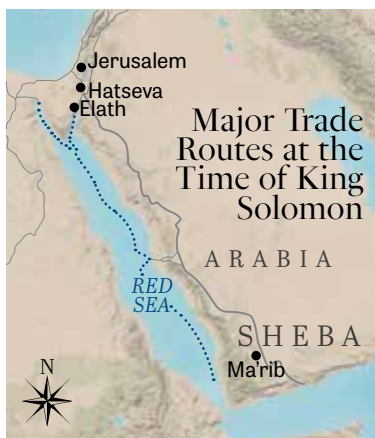 Jerusalem
Hatseva
Elath
Major Trade
Routes at the
Time of King
Solomon
ARABIA
RED
SEA
SHEBA
Ma'rib
N